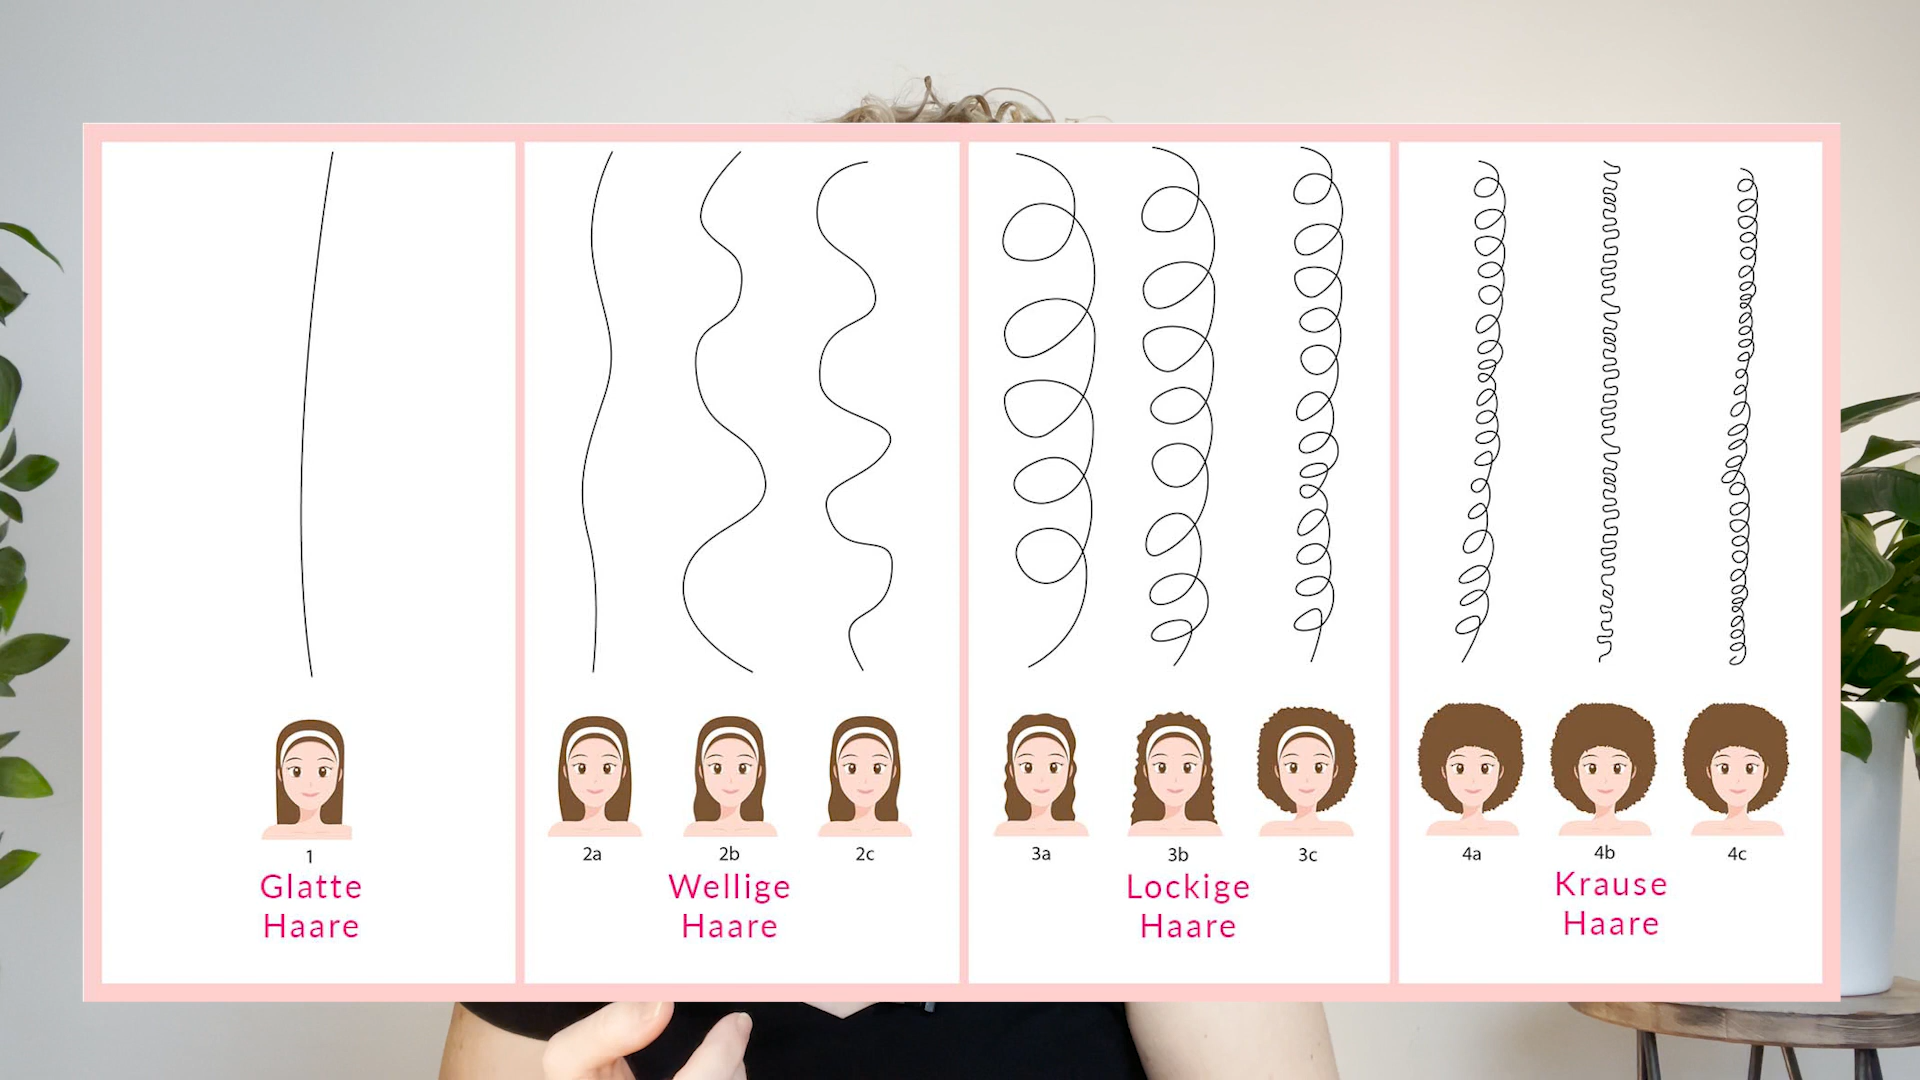 1
Glatte
Haare
2a 2b 2c
Wellige
Haare
3a 3b 3c
Lockige
Haare
4a 4b 4c
Krause
Haare